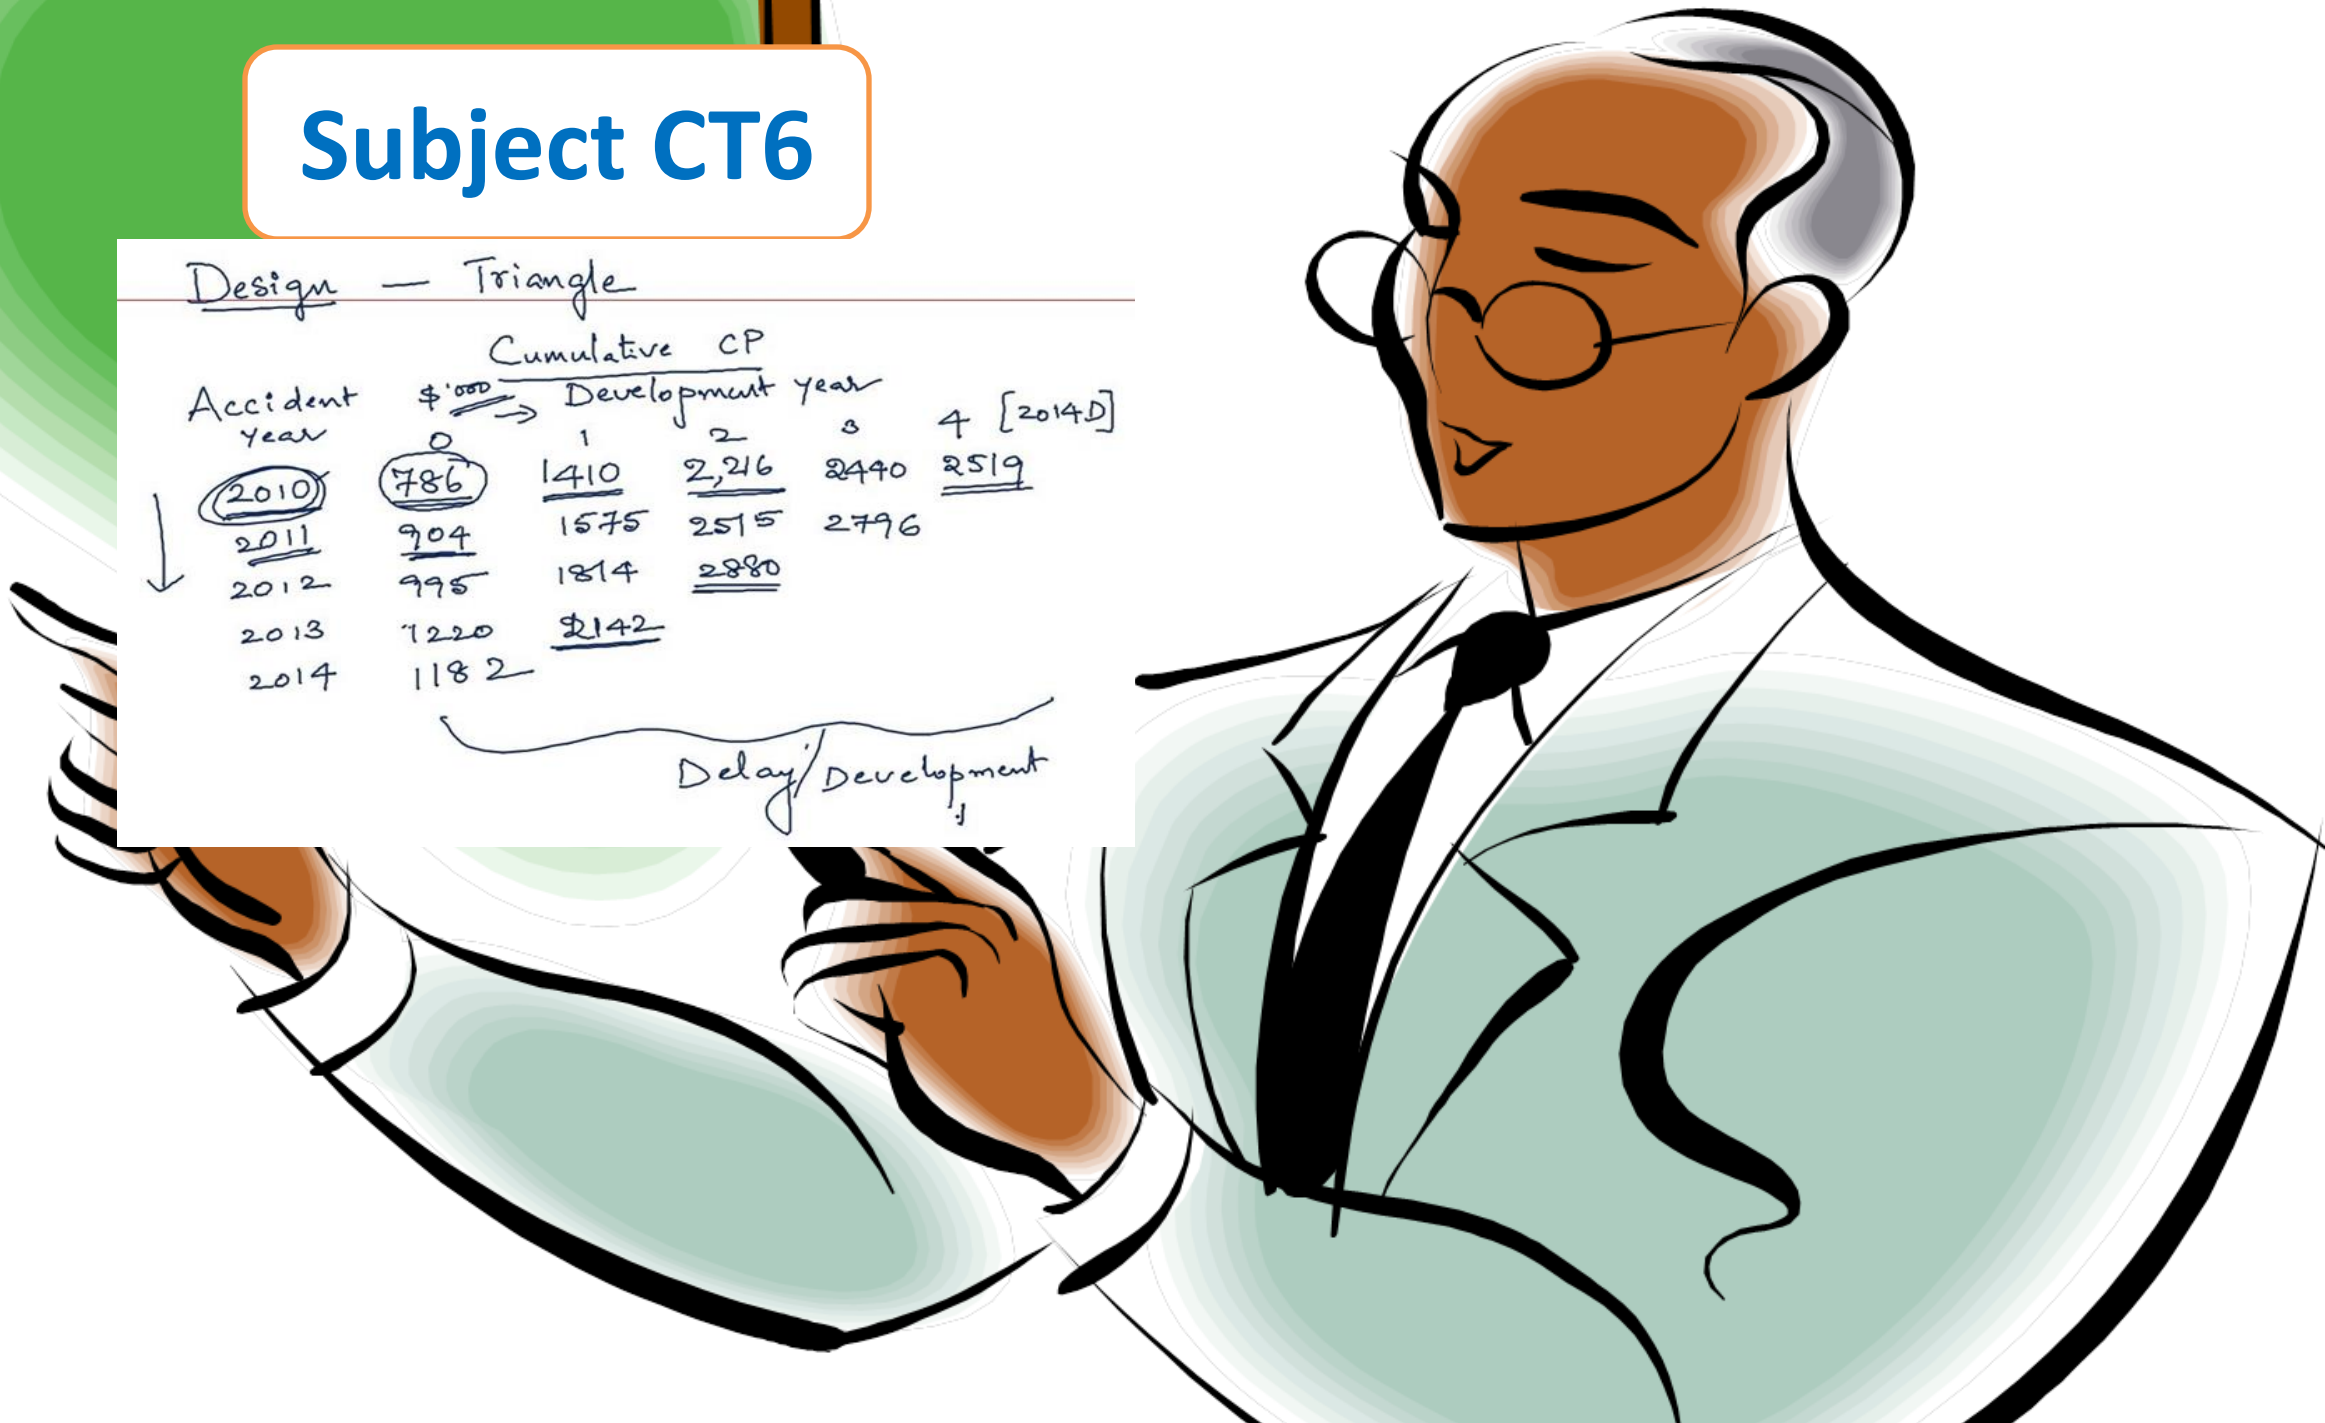 Subject CT6
Design — Triangle
Cumulative CP
Accident year $'000 → Development year
0 1 2 3 4 [2014D]
2010 786 1410 2,216 2440 2519
2011 904 1575 2515 2796
2012 995 1814 2880
2013 1220 2142
2014 1182
Delay/Development